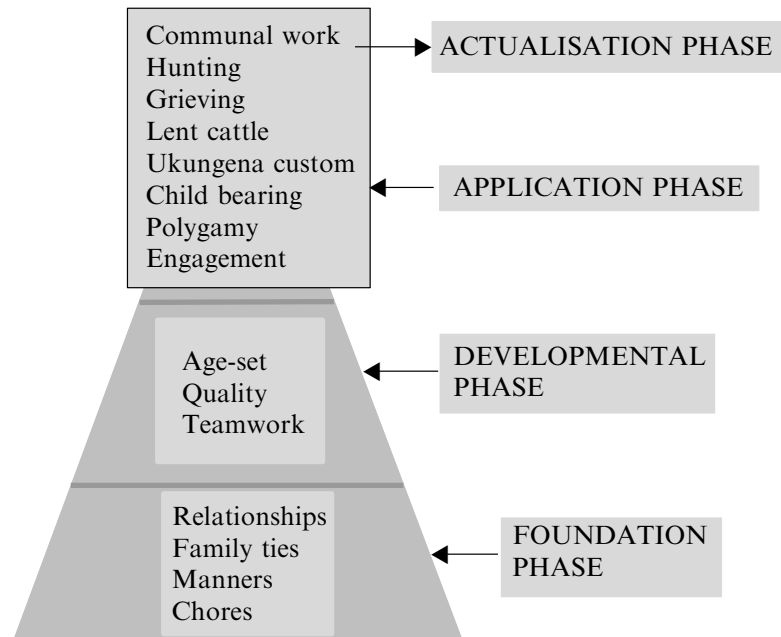 Communal work
Hunting
Grieving
Lent cattle
Ukungena custom
Child bearing
Polygamy
Engagement
ACTUALISATION PHASE
APPLICATION PHASE
Age-set
Quality
Teamwork
DEVELOPMENTAL
PHASE
Relationships
Family ties
Manners
Chores
FOUNDATION
PHASE